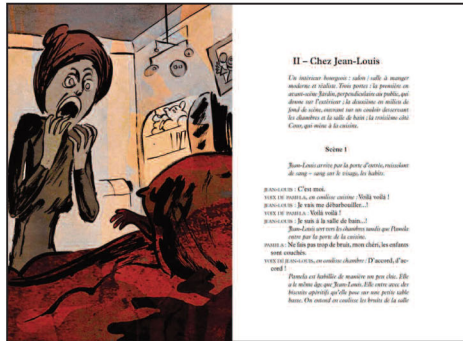 II – Chez Jean-Louis
Un intérieur bourgeois : salon / salle à manger
moderne et réaliste. Trois portes : la première en
avant-scène Jardin, perpendiculaire au public, qui
donne sur l'extérieur ; la deuxième au milieu de
fond de scène, ouvrant sur un couloir desservant
les chambres et la salle de bain ; la troisième côté
Cour, qui mène à la cuisine.
Scène 1
Jean-Louis arrive par la porte d'entrée, ruisselant
de sang – sang sur le visage, les habits.
JEAN-LOUIS : C'est moi.
VOIX DE PAMELA, en coulisse cuisine : Voilà voilà !
JEAN-LOUIS : Je vais me débarbouiller...!
VOIX DE PAMELA : Voilà voilà !
JEAN-LOUIS : Je suis à la salle de bain...!
Jean-Louis sort vers les chambres tandis que Pamela
entre par la porte de la cuisine.
PAMELA : Ne fais pas trop de bruit, mon chéri, les enfants
sont couchés.
VOIX DE JEAN-LOUIS, en coulisse chambre : D'accord, d'ac-
cord !
Pamela est habillée de manière un peu chic. Elle
a le même âge que Jean-Louis. Elle entre avec des
biscuits apéritifs qu'elle pose sur une petite table
basse. On entend en coulisse les bruits de la salle